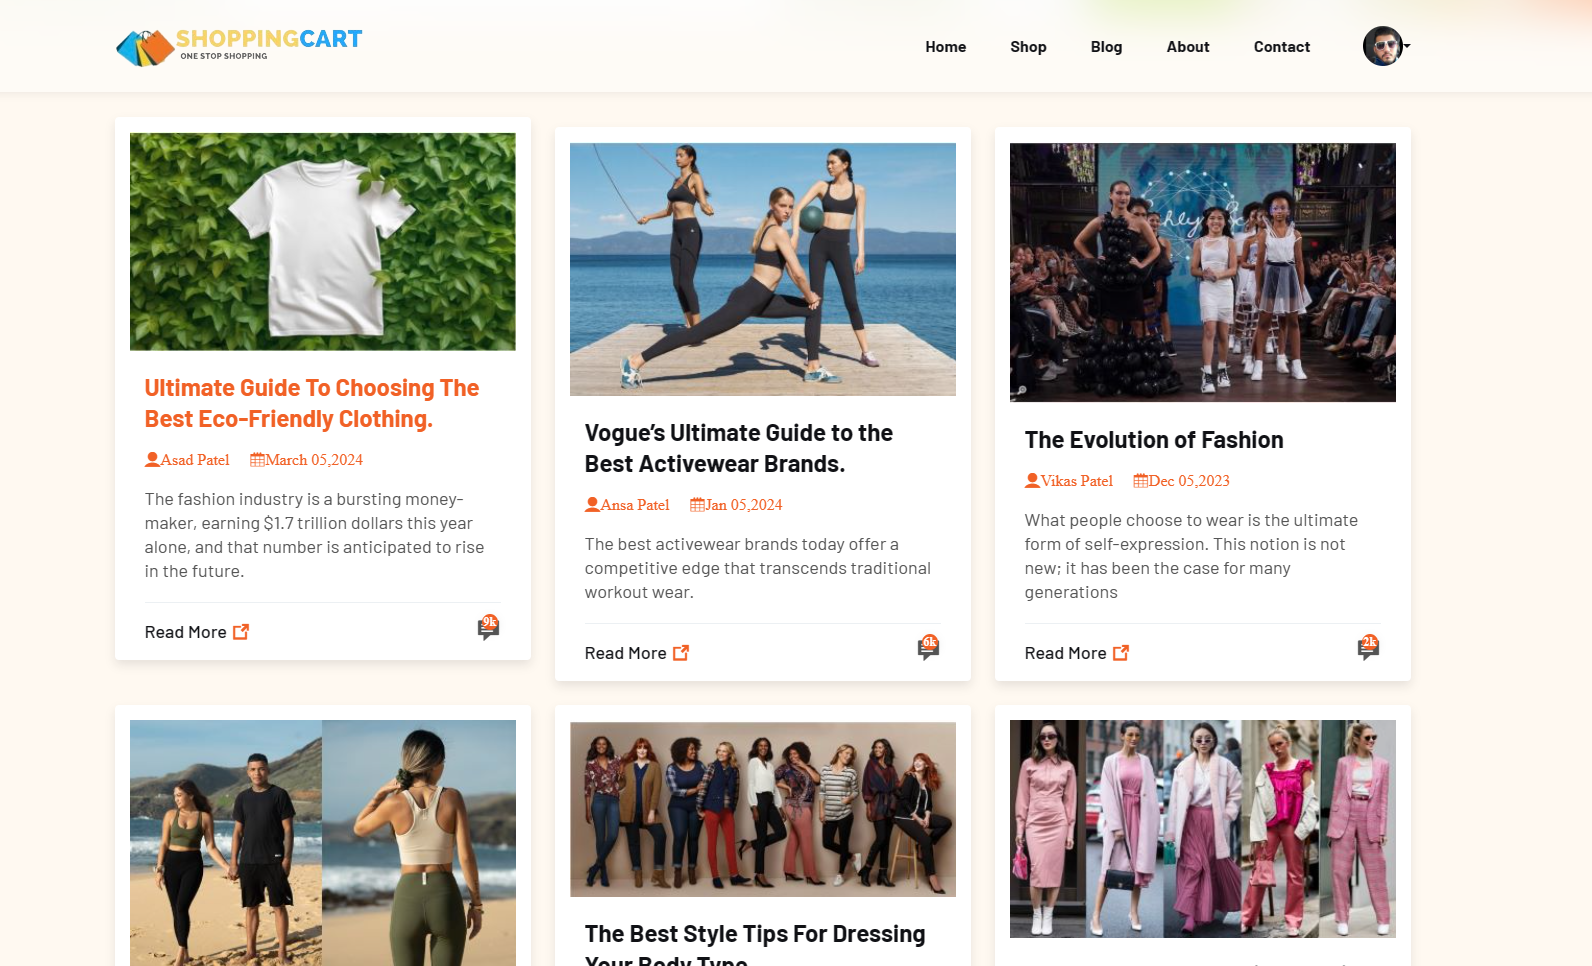 SHOPPINGCART
ONE STOP SHOPPING
Home
Shop
Blog
About
Contact
Ultimate Guide To Choosing The
Best Eco-Friendly Clothing.
Asad Patel
March 05,2024
The fashion industry is a bursting money-
maker, earning $1.7 trillion dollars this year
alone, and that number is anticipated to rise
in the future.
Read More
9k
Vogue’s Ultimate Guide to the
Best Activewear Brands.
Ansa Patel
Jan 05,2024
The best activewear brands today offer a
competitive edge that transcends traditional
workout wear.
Read More
6k
The Evolution of Fashion
Vikas Patel
Dec 05,2023
What people choose to wear is the ultimate
form of self-expression. This notion is not
new; it has been the case for many
generations
Read More
2k
The Best Style Tips For Dressing
Your Body Type